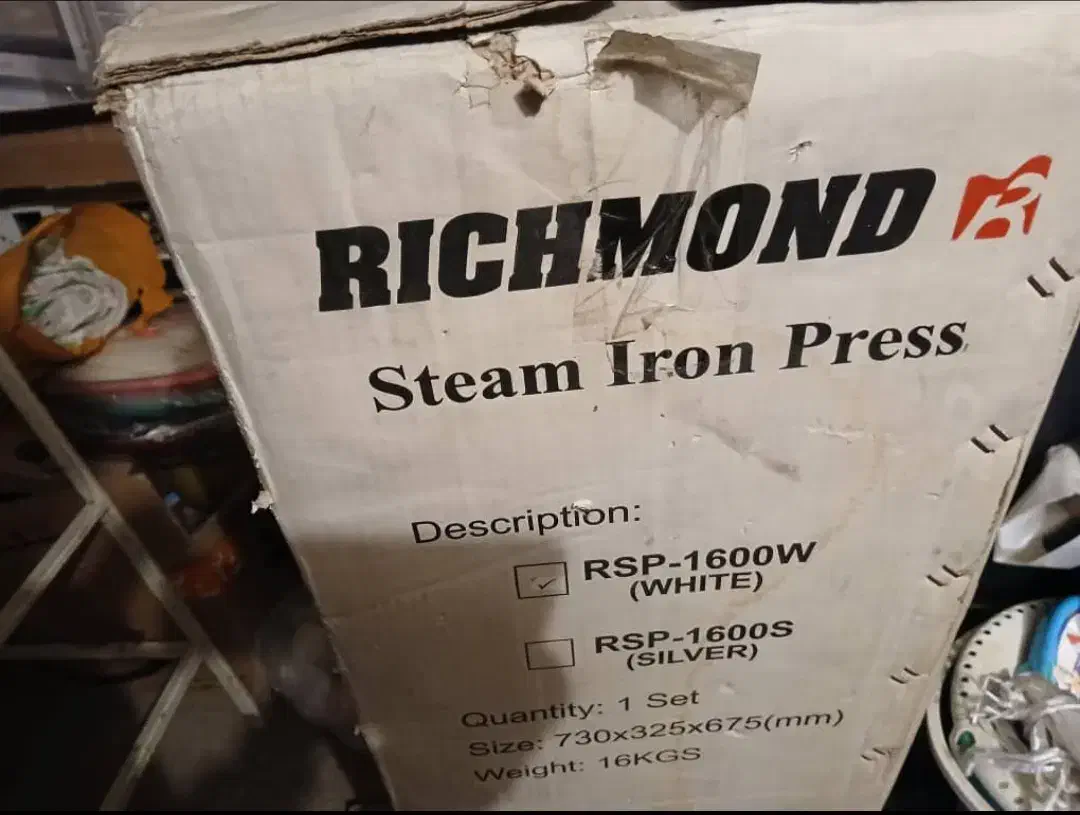 RICHMOND R
Steam Iron Press
Description:
RSP-1600W
(WHITE)
RSP-1600S
(SILVER)
Quantity: 1 Set
Size: 730x325x675(mm)
Weight: 16KGS